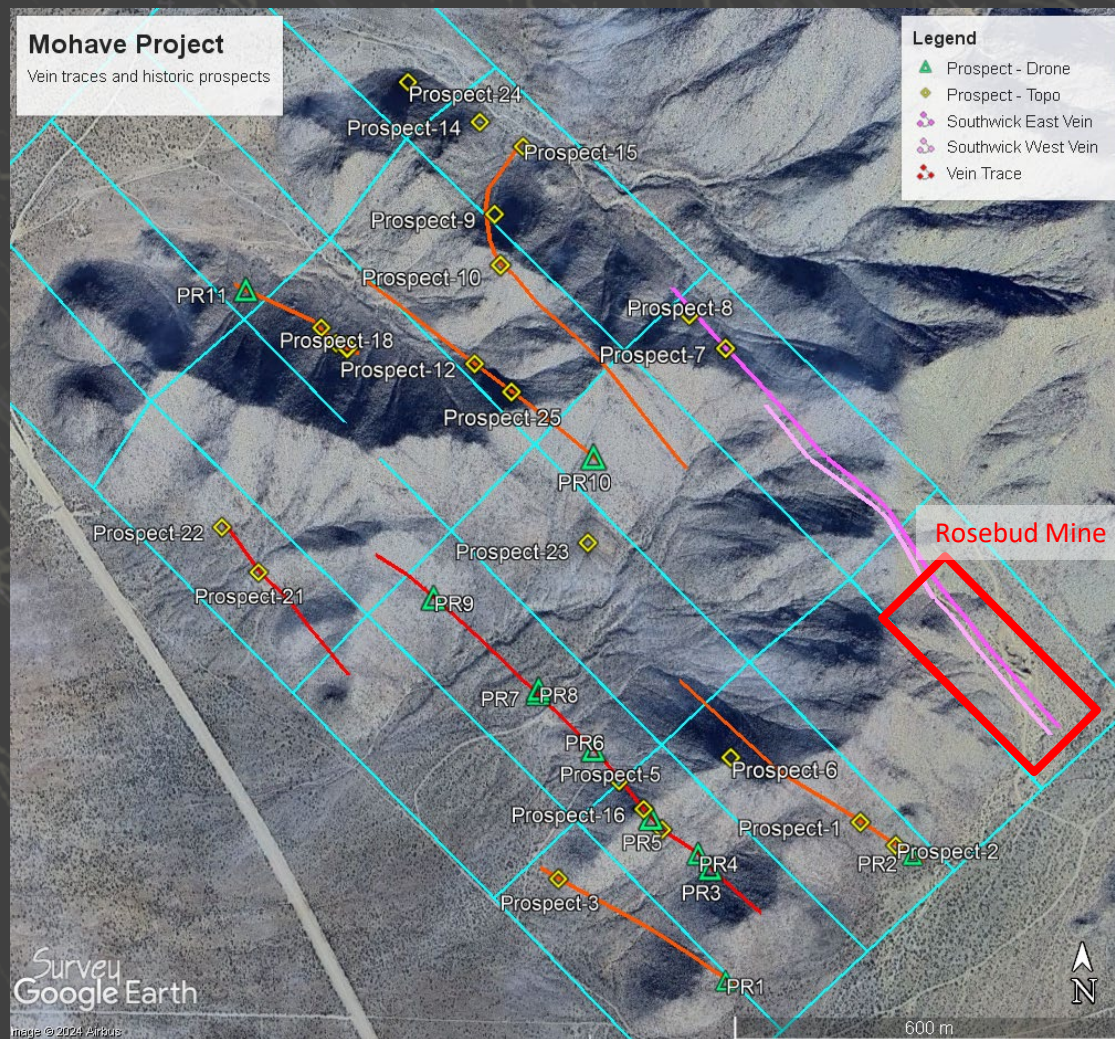 Mohave Project
Vein traces and historic prospects
Legend
Prospect - Drone
Prospect - Topo
Southwick East Vein
Southwick West Vein
Vein Trace
Prospect-24
Prospect-14
Prospect-15
Prospect-9
Prospect-10
PR11
Prospect-8
Prospect-18
Prospect-7
Prospect-12
Prospect-25
PR10
Prospect-22
Rosebud Mine
Prospect-23
Prospect-21
PR9
PR7
PR8
PR6
Prospect-5
Prospect-6
Prospect-16
Prospect-1
PR5
PR4
PR2
Prospect-2
PR3
Prospect-3
Survey
Google Earth
PR1
N
600 m
Image © 2024 Airbus